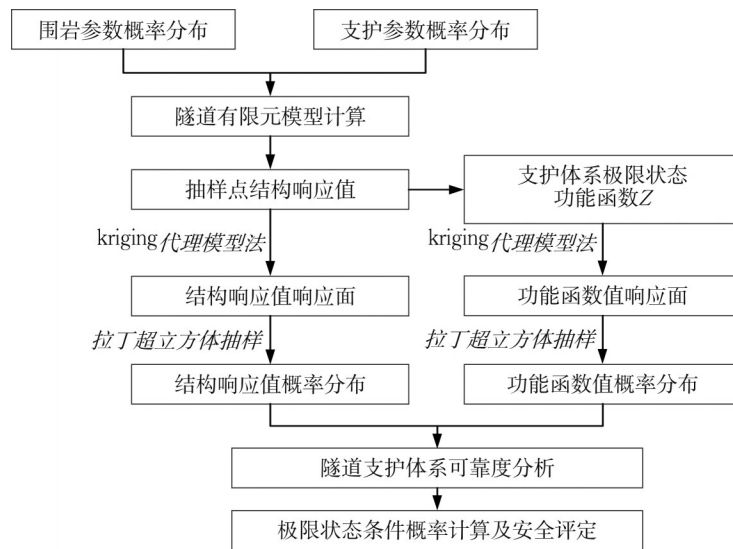 围岩参数概率分布
支护参数概率分布
隧道有限元模型计算
抽样点结构响应值
支护体系极限状态
功能函数Z
kriging代理模型法
kriging代理模型法
结构响应值响应面
功能函数值响应面
拉丁超立方体抽样
拉丁超立方体抽样
结构响应值概率分布
功能函数值概率分布
隧道支护体系可靠度分析
极限状态条件概率计算及安全评定